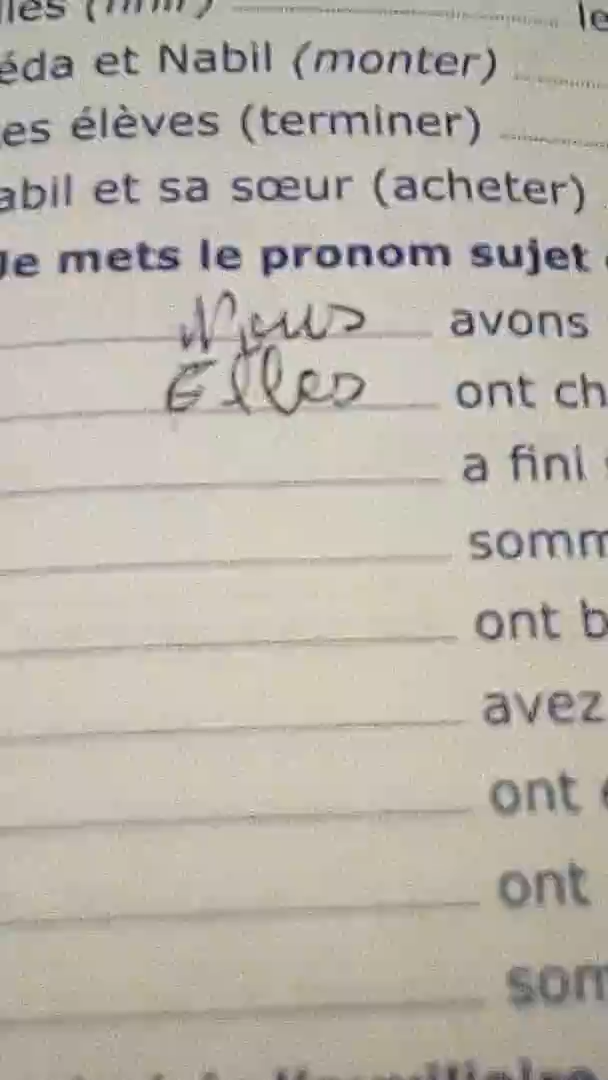 éda et Nabil (monter)
es élèves (terminer)
abil et sa sœur (acheter)
Je mets le pronom sujet
Nous avons
Elles ont ch
a fini
somm
ont b
avez
ont
ont
som